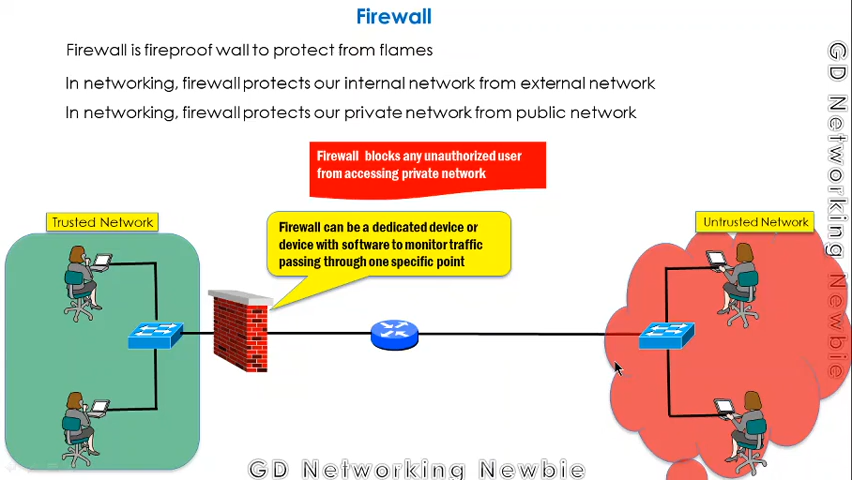 Firewall
Firewall is fireproof wall to protect from flames
In networking, firewall protects our internal network from external network
In networking, firewall protects our private network from public network
Firewall blocks any unauthorized user
from accessing private network
Trusted Network
Firewall can be a dedicated device or
device with software to monitor traffic
passing through one specific point
Untrusted Network
GD Networking Newbie
GD Networking Newbie